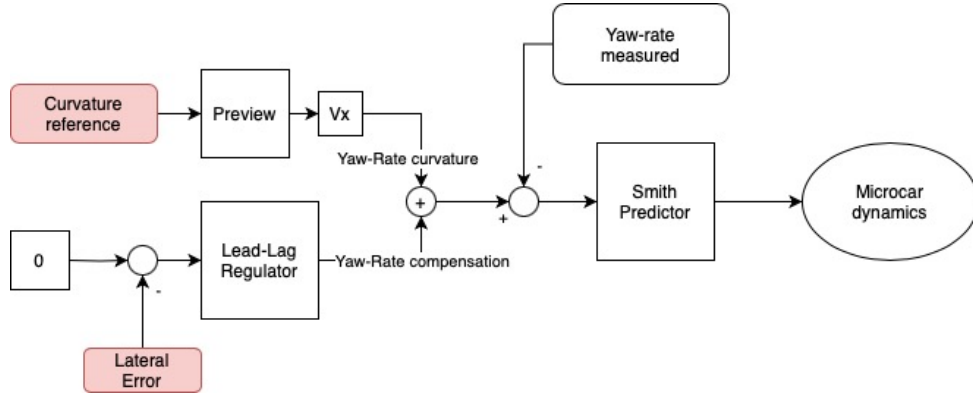 Yaw-rate
measured
Curvature
reference
Preview
Vx
Yaw-Rate curvature
-
+
+
Smith
Predictor
Microcar
dynamics
0
-
Lead-Lag
Regulator
Yaw-Rate compensation
Lateral
Error